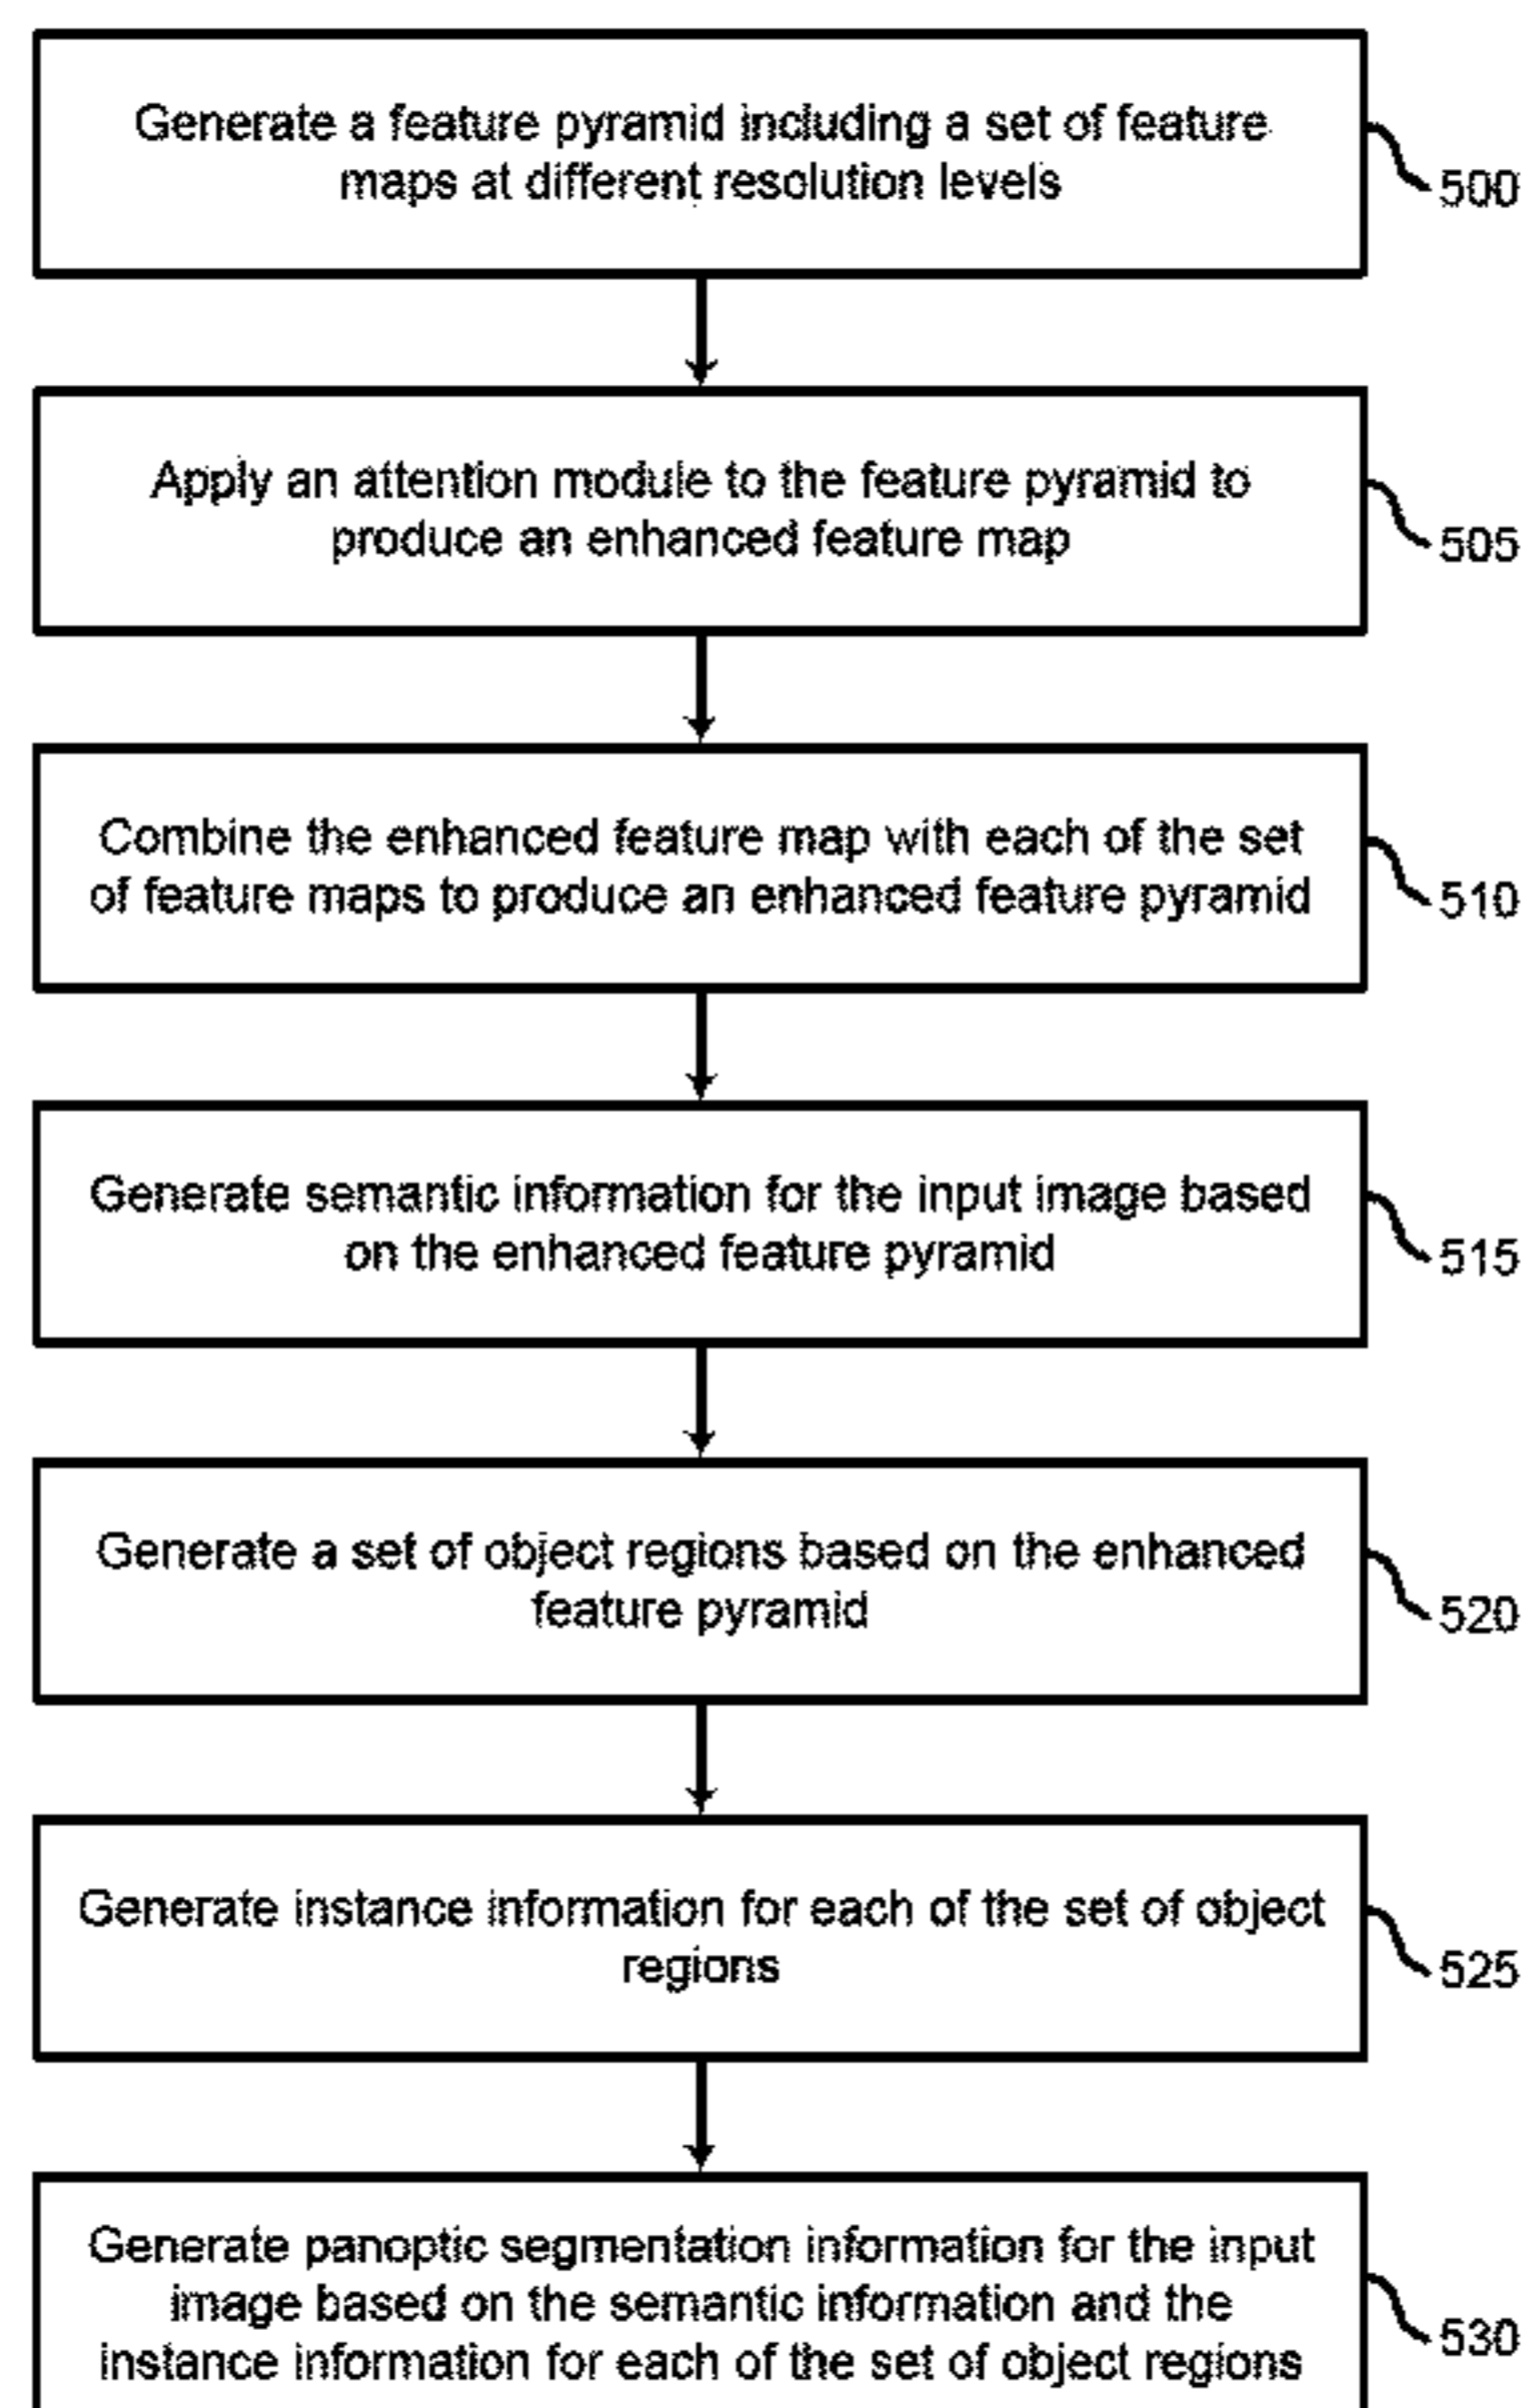 Generate a feature pyramid including a set of feature
maps at different resolution levels
500
Apply an attention module to the feature pyramid to
produce an enhanced feature map
505
Combine the enhanced feature map with each of the set
of feature maps to produce an enhanced feature pyramid
510
Generate semantic information for the input image based
on the enhanced feature pyramid
515
Generate a set of object regions based on the enhanced
feature pyramid
520
Generate instance information for each of the set of object
regions
525
Generate panoptic segmentation information for the input
image based on the semantic information and the
instance information for each of the set of object regions
530